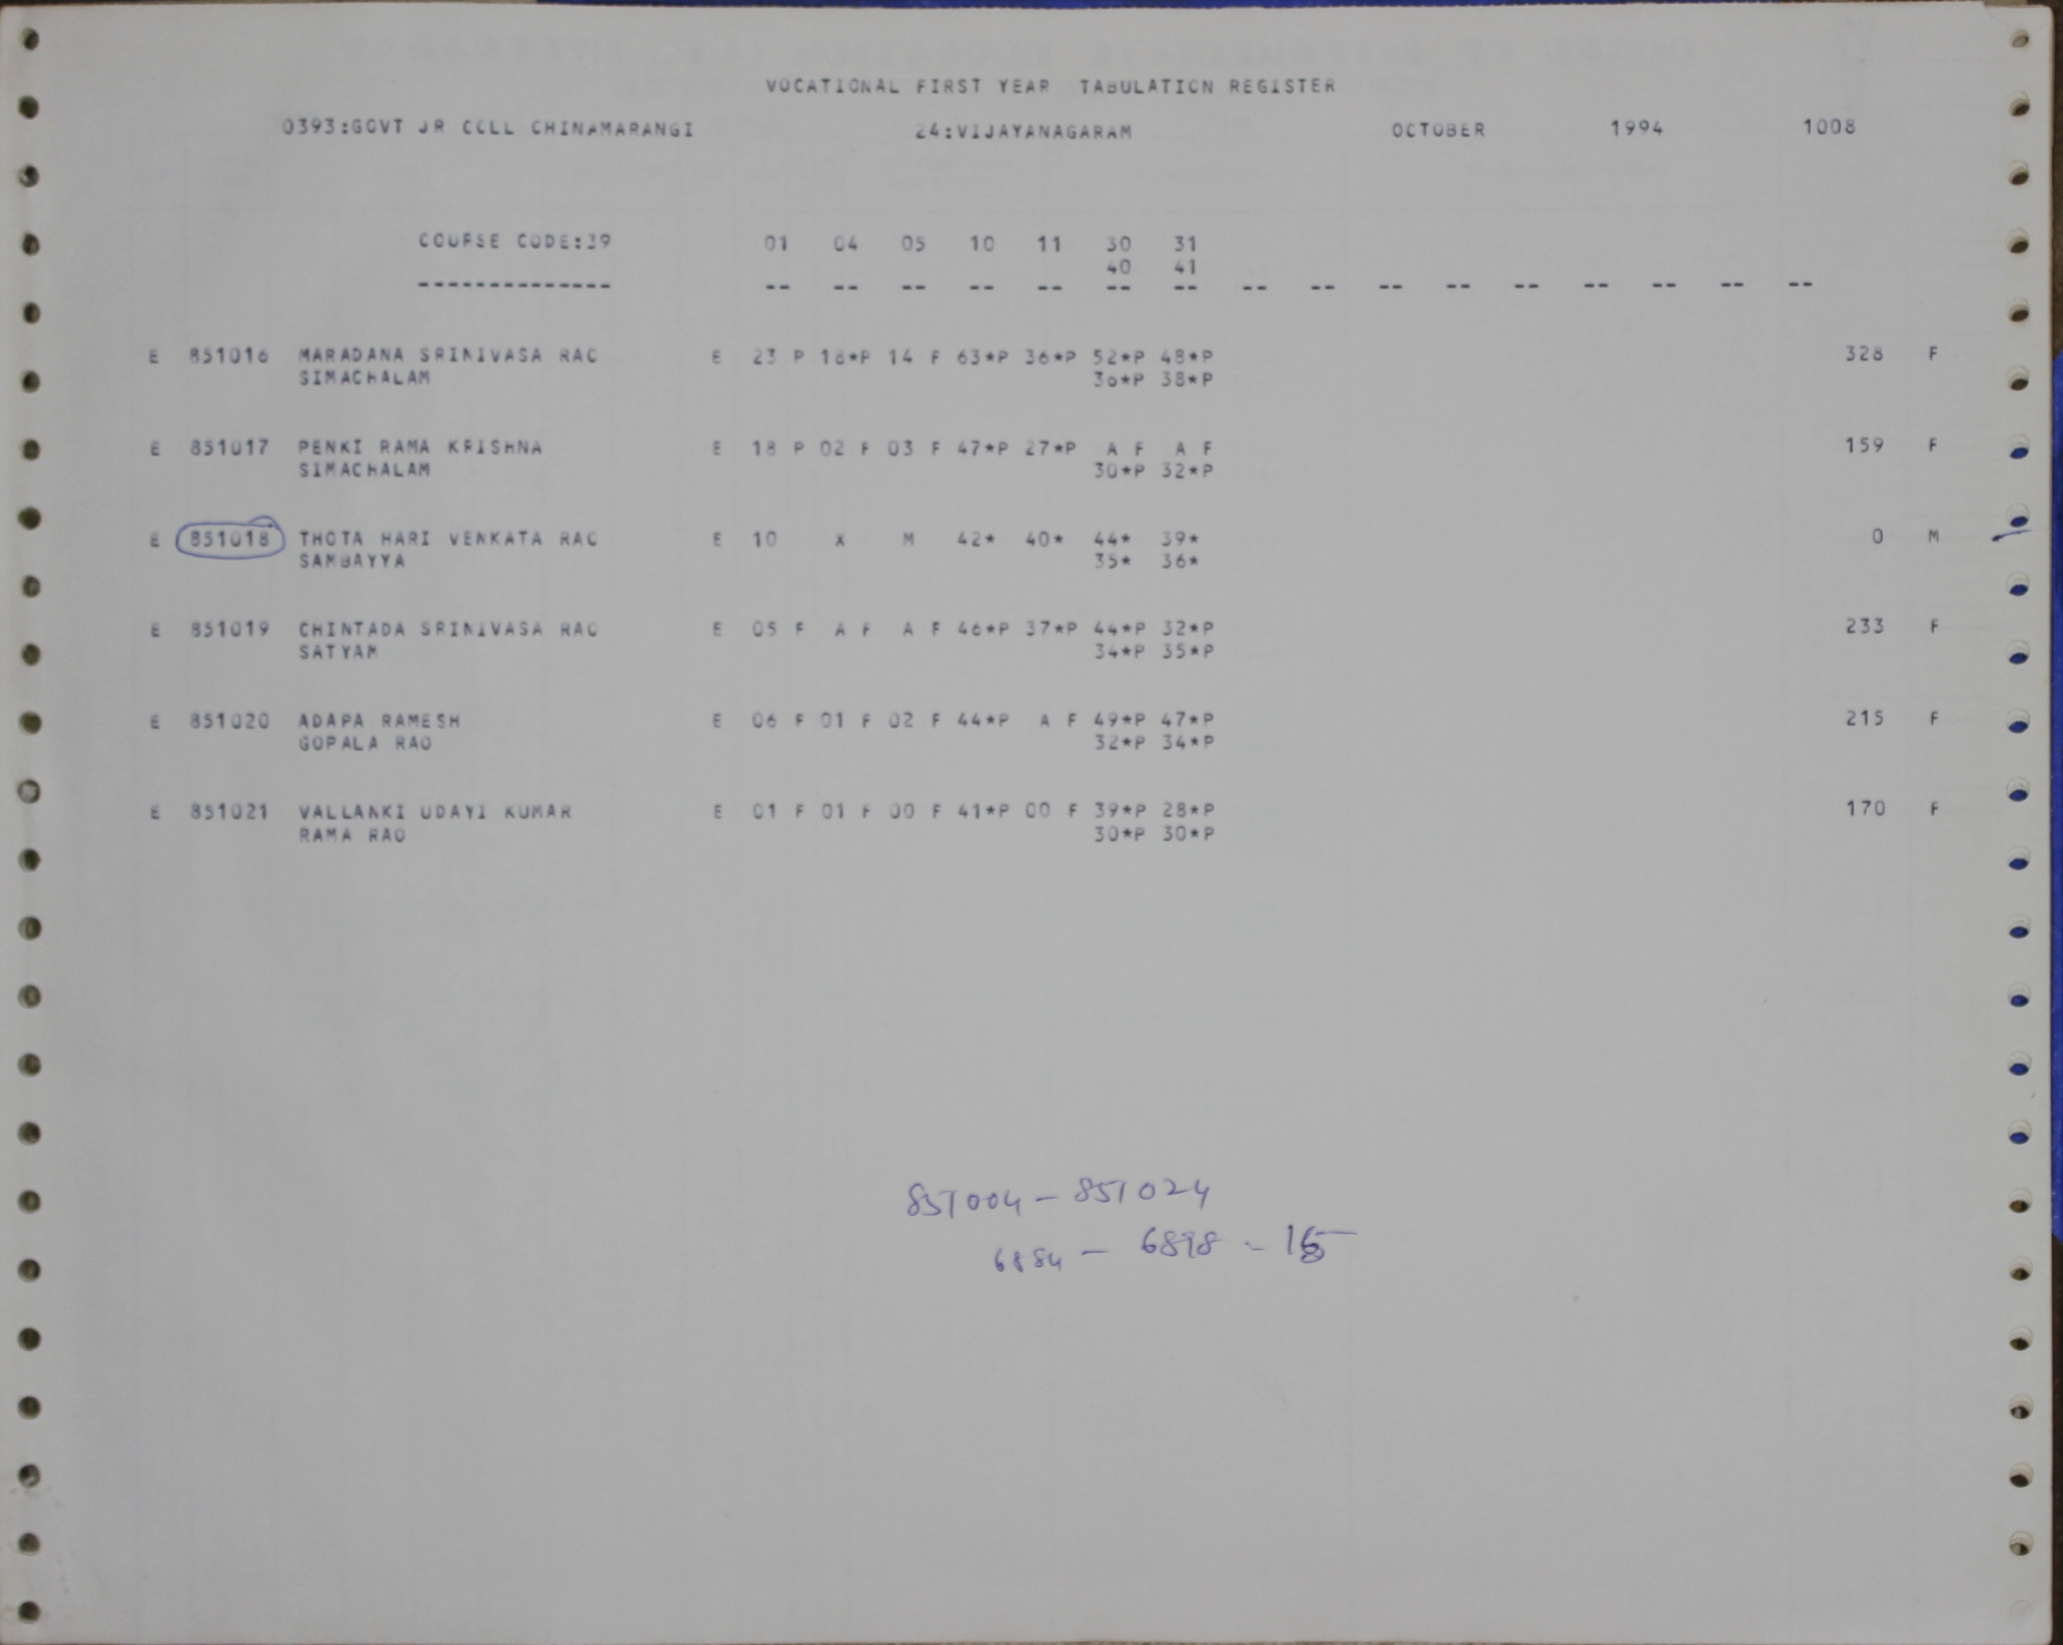 VOCATIONAL FIRST YEAR TABULATION REGISTER
0393:GOVT JR COLL CHINAMARANGI 24:VIJAYANAGARAM OCTOBER 1994 1008
COURSE CODE:39 01 04 05 10 11 30 31
40 41
-------------- -- -- -- -- -- -- -- -- -- -- -- -- -- -- -- --
E 851016 MARADANA SRINIVASA RAO E 23 P 18*P 14 F 63*P 36*P 52*P 48*P 328 F
SIMACHALAM 36*P 38*P
E 851017 PENKI RAMA KRISHNA E 18 P 02 F 03 F 47*P 27*P A F A F 159 F
SIMACHALAM 30*P 32*P
E 851018 THOTA HARI VENKATA RAO E 10 X M 42* 40* 44* 39* 0 M
SAMBAYYA 35* 36*
E 851019 CHINTADA SRINIVASA RAO E 05 F A F A F 46*P 37*P 44*P 32*P 233 F
SATYAM 34*P 35*P
E 851020 ADAPA RAMESH E 06 F 01 F 02 F 44*P A F 49*P 47*P 215 F
GOPALA RAO 32*P 34*P
E 851021 VALLANKI UDAYI KUMAR E 01 F 01 F 00 F 41*P 00 F 39*P 28*P 170 F
RAMA RAO 30*P 30*P
851004 - 851024
6884 - 6898 - 15